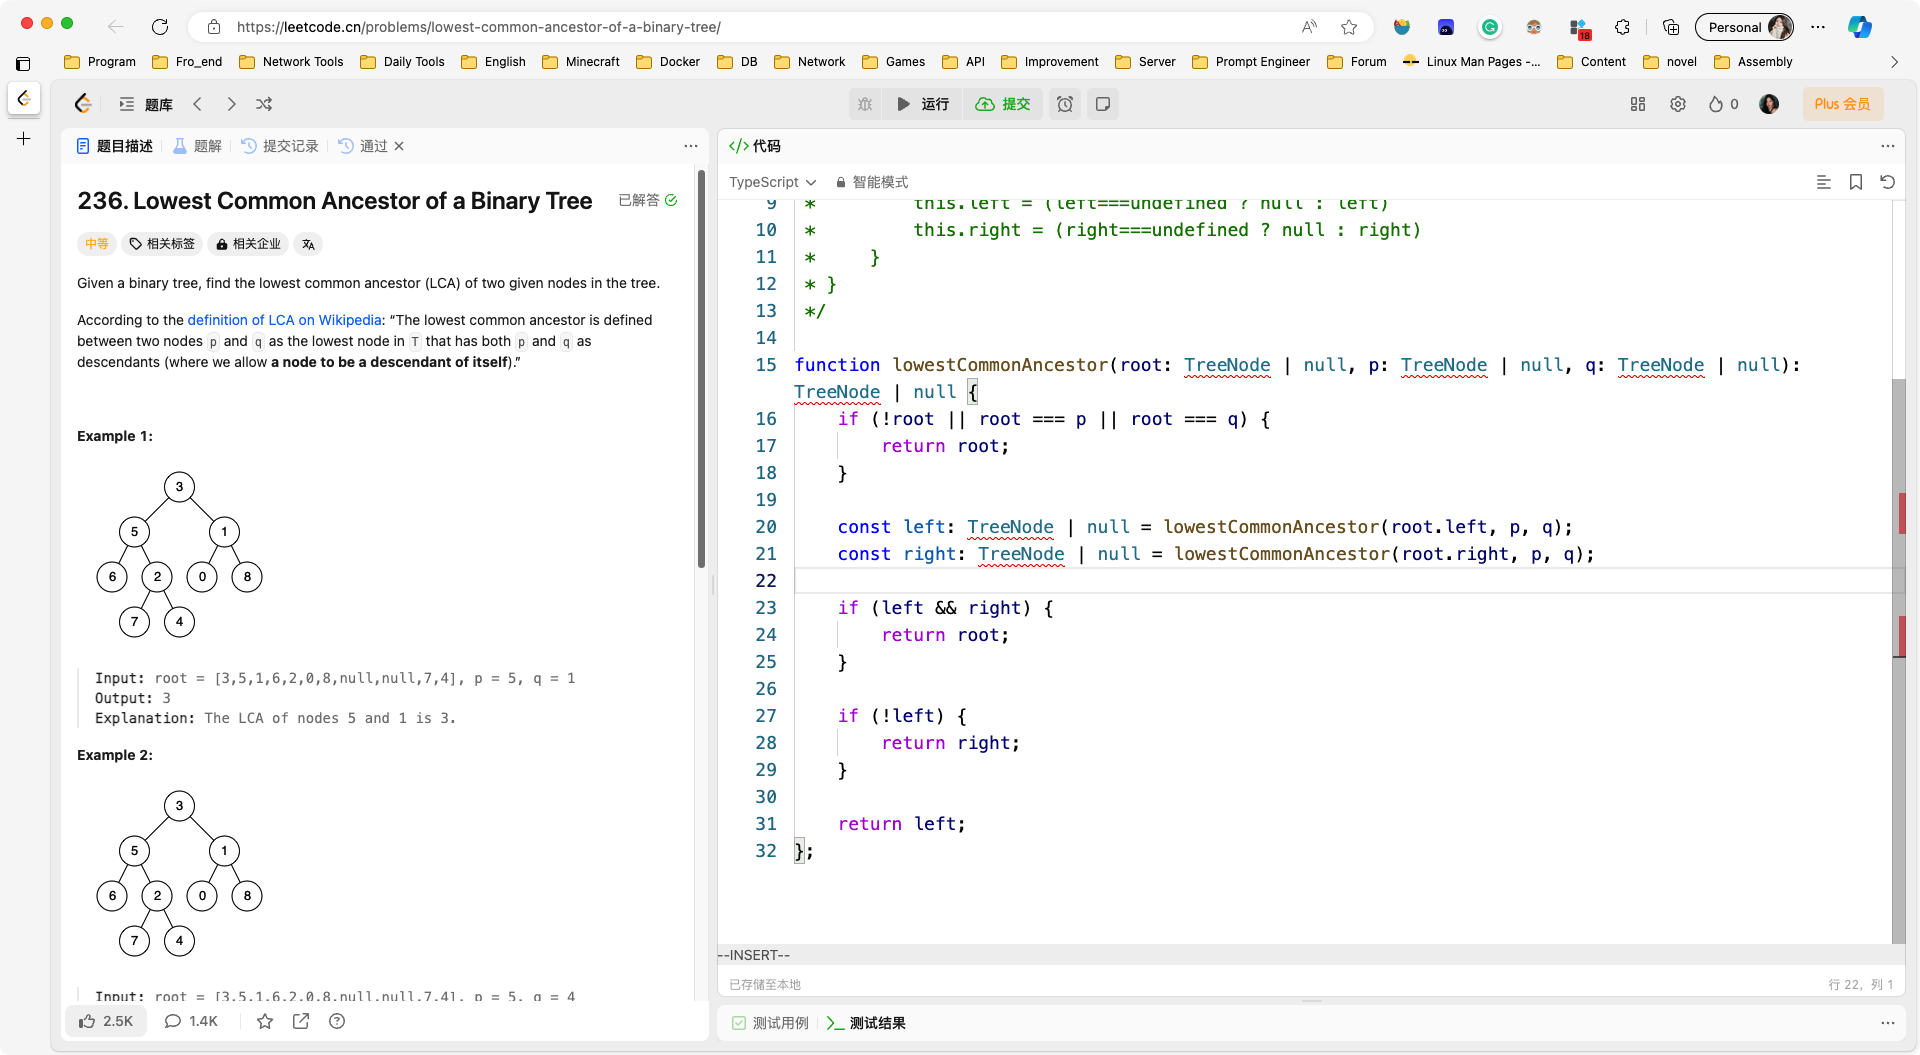 https://leetcode.cn/problems/lowest-common-ancestor-of-a-binary-tree/
18
Personal
Program
Fro_end
Network Tools
Daily Tools
English
Minecraft
Docker
DB
Network
Games
API
Improvement
Server
Prompt Engineer
Forum
Linux Man Pages -...
Content
novel
Assembly
题库
运行
提交
0
Plus 会员
题目描述
题解
提交记录
通过
236. Lowest Common Ancestor of a Binary Tree
已解答
中等
相关标签
相关企业
Given a binary tree, find the lowest common ancestor (LCA) of two given nodes in the tree.
According to the definition of LCA on Wikipedia: “The lowest common ancestor is defined
between two nodes p and q as the lowest node in T that has both p and q as
descendants (where we allow a node to be a descendant of itself).”
Example 1:
3
5 1
6 2 0 8
7 4
Input: root = [3,5,1,6,2,0,8,null,null,7,4], p = 5, q = 1
Output: 3
Explanation: The LCA of nodes 5 and 1 is 3.
Example 2:
3
5 1
6 2 0 8
7 4
Input: root = [3,5,1,6,2,0,8,null,null,7,4], p = 5, q = 4
2.5K
1.4K
</> 代码
TypeScript
智能模式
9 * this.left = (left===undefined ? null : left)
10 * this.right = (right===undefined ? null : right)
11 * }
12 * }
13 */
14
15 function lowestCommonAncestor(root: TreeNode | null, p: TreeNode | null, q: TreeNode | null):
TreeNode | null {
16 if (!root || root === p || root === q) {
17 return root;
18 }
19
20 const left: TreeNode | null = lowestCommonAncestor(root.left, p, q);
21 const right: TreeNode | null = lowestCommonAncestor(root.right, p, q);
22
23 if (left && right) {
24 return root;
25 }
26
27 if (!left) {
28 return right;
29 }
30
31 return left;
32 };
--INSERT--
已存储至本地
行 22, 列 1
测试用例
测试结果